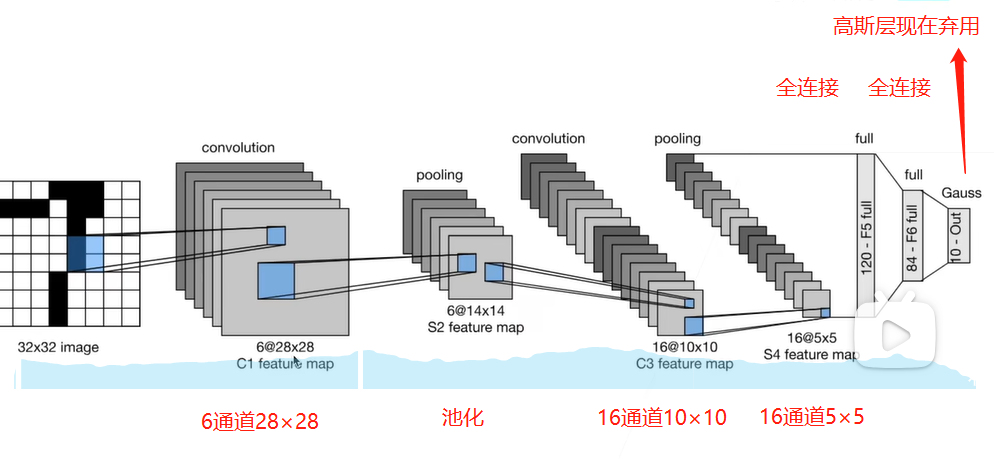 高斯层现在弃用
全连接 全连接
convolution
pooling
convolution
pooling
full
full
Gauss
120 - F5 full
84 - F6 full
10 - Out
32x32 image
6@28x28
C1 feature map
6@14x14
S2 feature map
16@10x10
C3 feature map
16@5x5
S4 feature map
6通道28×28
池化
16通道10×10
16通道5×5